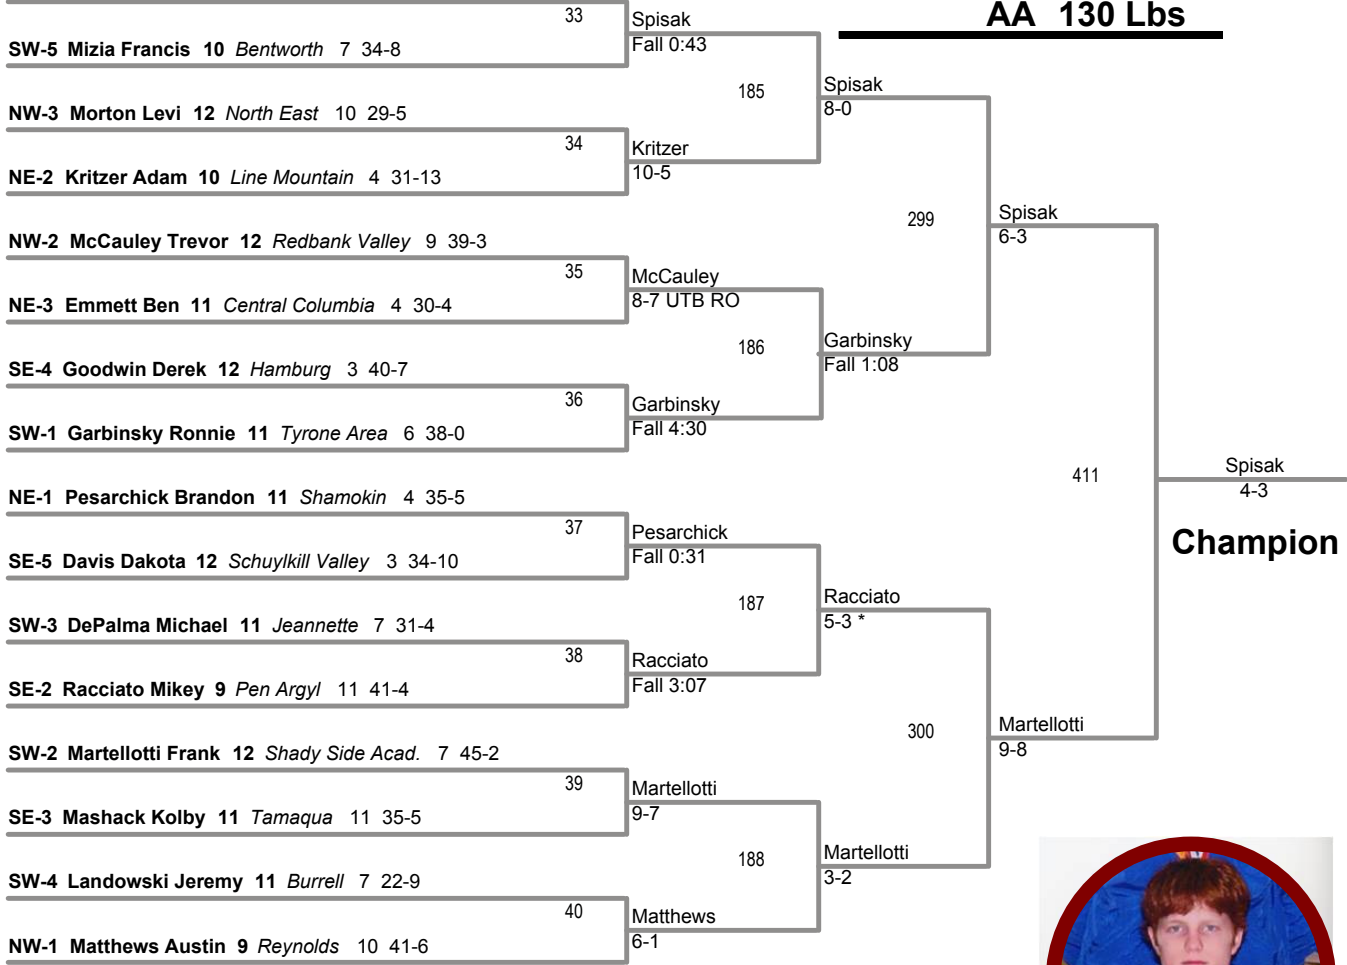 AA 130 Lbs
33
Spisak
Fall 0:43
SW-5 Mizia Francis 10 Bentworth 7 34-8
185
Spisak
8-0
NW-3 Morton Levi 12 North East 10 29-5
34
Kritzer
10-5
NE-2 Kritzer Adam 10 Line Mountain 4 31-13
299
Spisak
6-3
NW-2 McCauley Trevor 12 Redbank Valley 9 39-3
35
McCauley
8-7 UTB RO
NE-3 Emmett Ben 11 Central Columbia 4 30-4
186
Garbinsky
Fall 1:08
SE-4 Goodwin Derek 12 Hamburg 3 40-7
36
Garbinsky
Fall 4:30
SW-1 Garbinsky Ronnie 11 Tyrone Area 6 38-0
411
Spisak
4-3
Champion
NE-1 Pesarchick Brandon 11 Shamokin 4 35-5
37
Pesarchick
Fall 0:31
SE-5 Davis Dakota 12 Schuylkill Valley 3 34-10
187
Racciato
5-3 *
SW-3 DePalma Michael 11 Jeannette 7 31-4
38
Racciato
Fall 3:07
SE-2 Racciato Mikey 9 Pen Argyl 11 41-4
300
Martellotti
9-8
SW-2 Martellotti Frank 12 Shady Side Acad. 7 45-2
39
Martellotti
9-7
SE-3 Mashack Kolby 11 Tamaqua 11 35-5
188
Martellotti
3-2
SW-4 Landowski Jeremy 11 Burrell 7 22-9
40
Matthews
6-1
NW-1 Matthews Austin 9 Reynolds 10 41-6